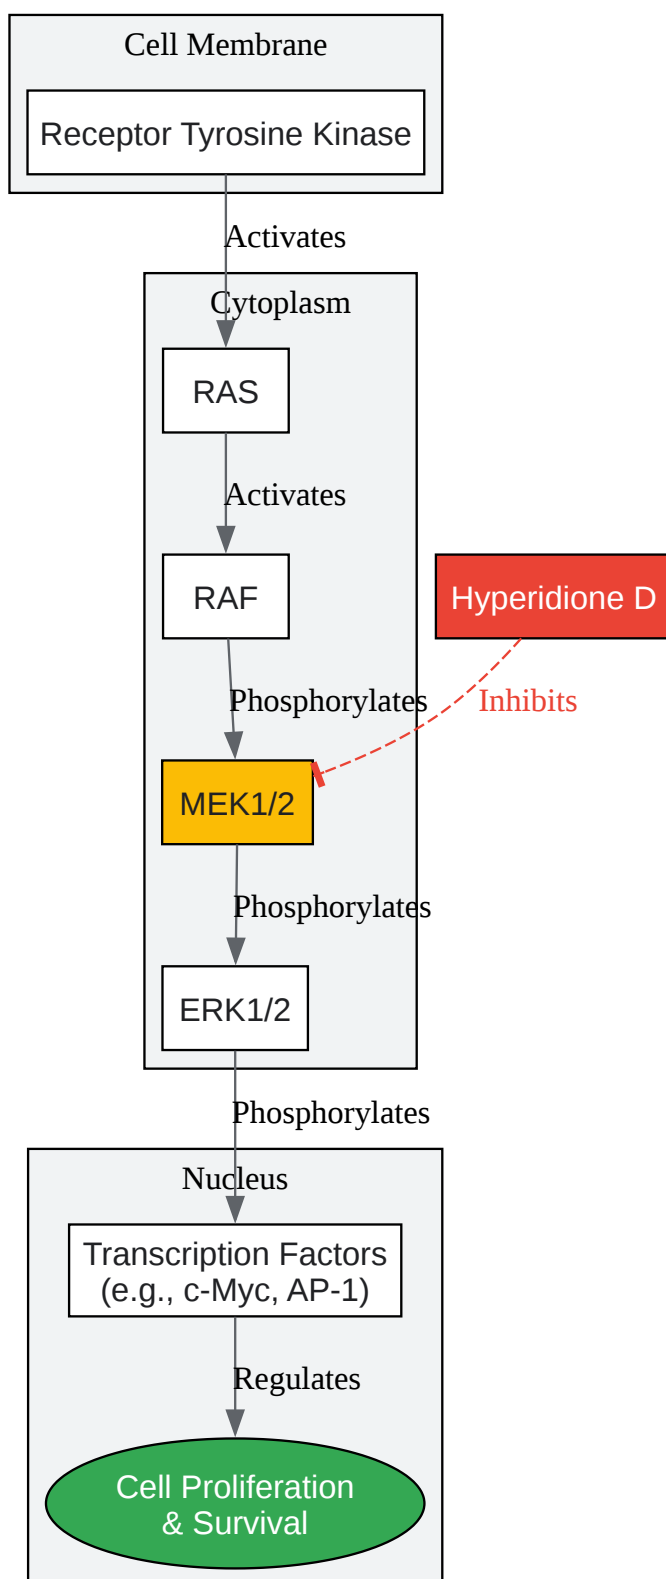 Cell Membrane
Receptor Tyrosine Kinase
Activates
Cytoplasm
RAS
Activates
RAF
Hyperidione D
Phosphorylates
Inhibits
MEK1/2
Phosphorylates
ERK1/2
Phosphorylates
Nucleus
Transcription Factors
(e.g., c-Myc, AP-1)
Regulates
Cell Proliferation
& Survival